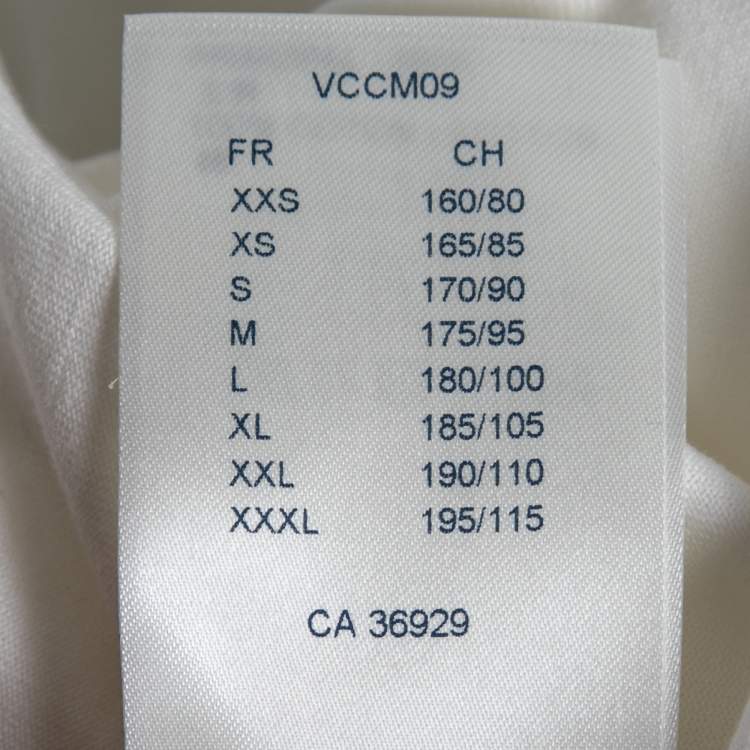 VCCM09
FR CH
XXS 160/80
XS 165/85
S 170/90
M 175/95
L 180/100
XL 185/105
XXL 190/110
XXXL 195/115
CA 36929